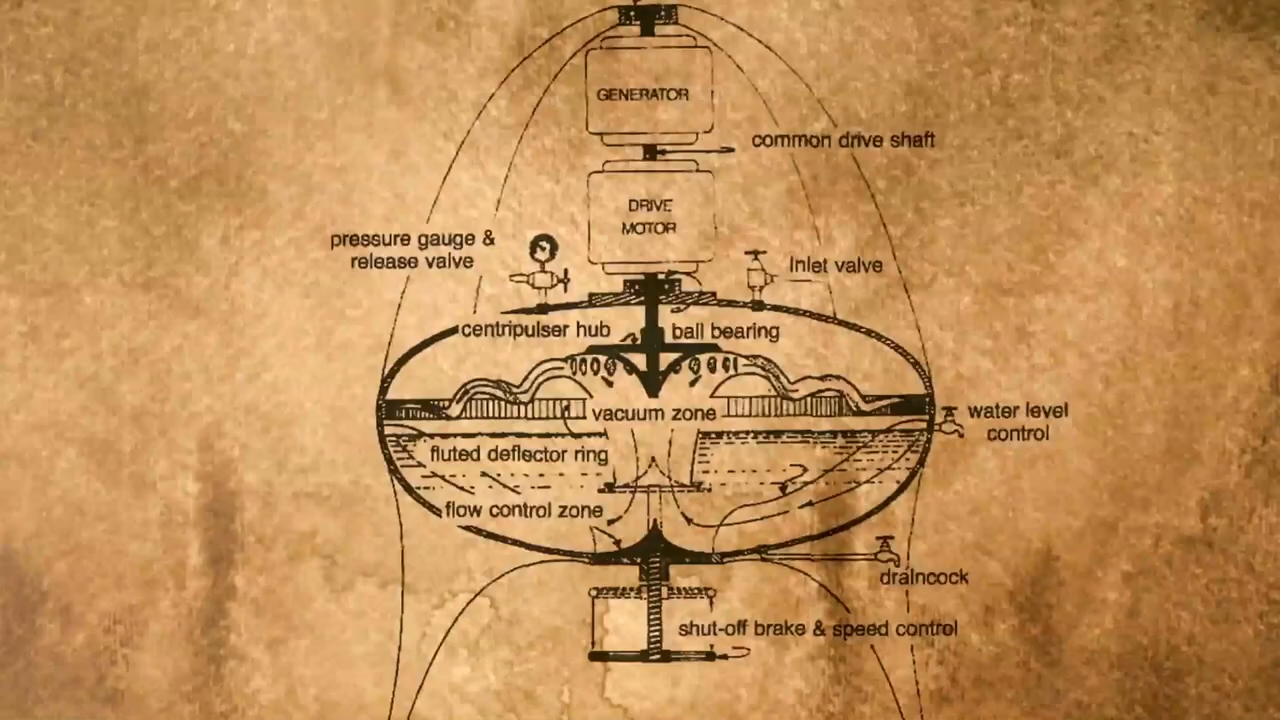 GENERATOR
common drive shaft
DRIVE
MOTOR
pressure gauge &
release valve
Inlet valve
centripulser hub
ball bearing
vacuum zone
water level
control
fluted deflector ring
flow control zone
draincock
shut-off brake & speed control